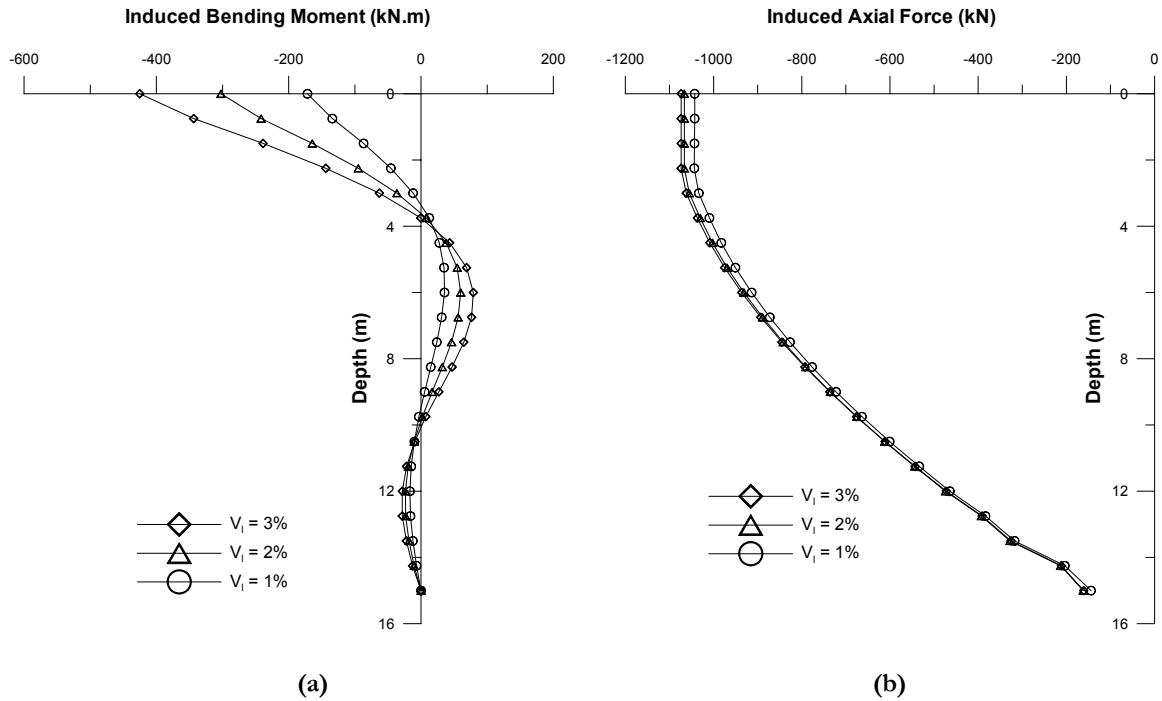 Induced Bending Moment (kN.m)
-600 -400 -200 0 200
0
4
8
12
16
Depth (m)
V_l = 3%
V_l = 2%
V_l = 1%
(a)
Induced Axial Force (kN)
-1200 -1000 -800 -600 -400 -200 0
0
4
8
12
16
Depth (m)
V_l = 3%
V_l = 2%
V_l = 1%
(b)